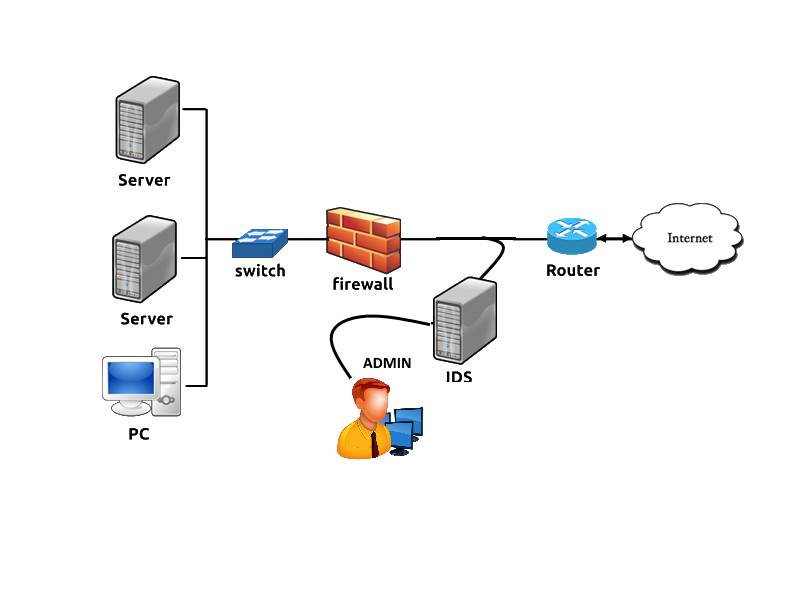 Server
Server
switch
firewall
Router
Internet
ADMIN
IDS
PC